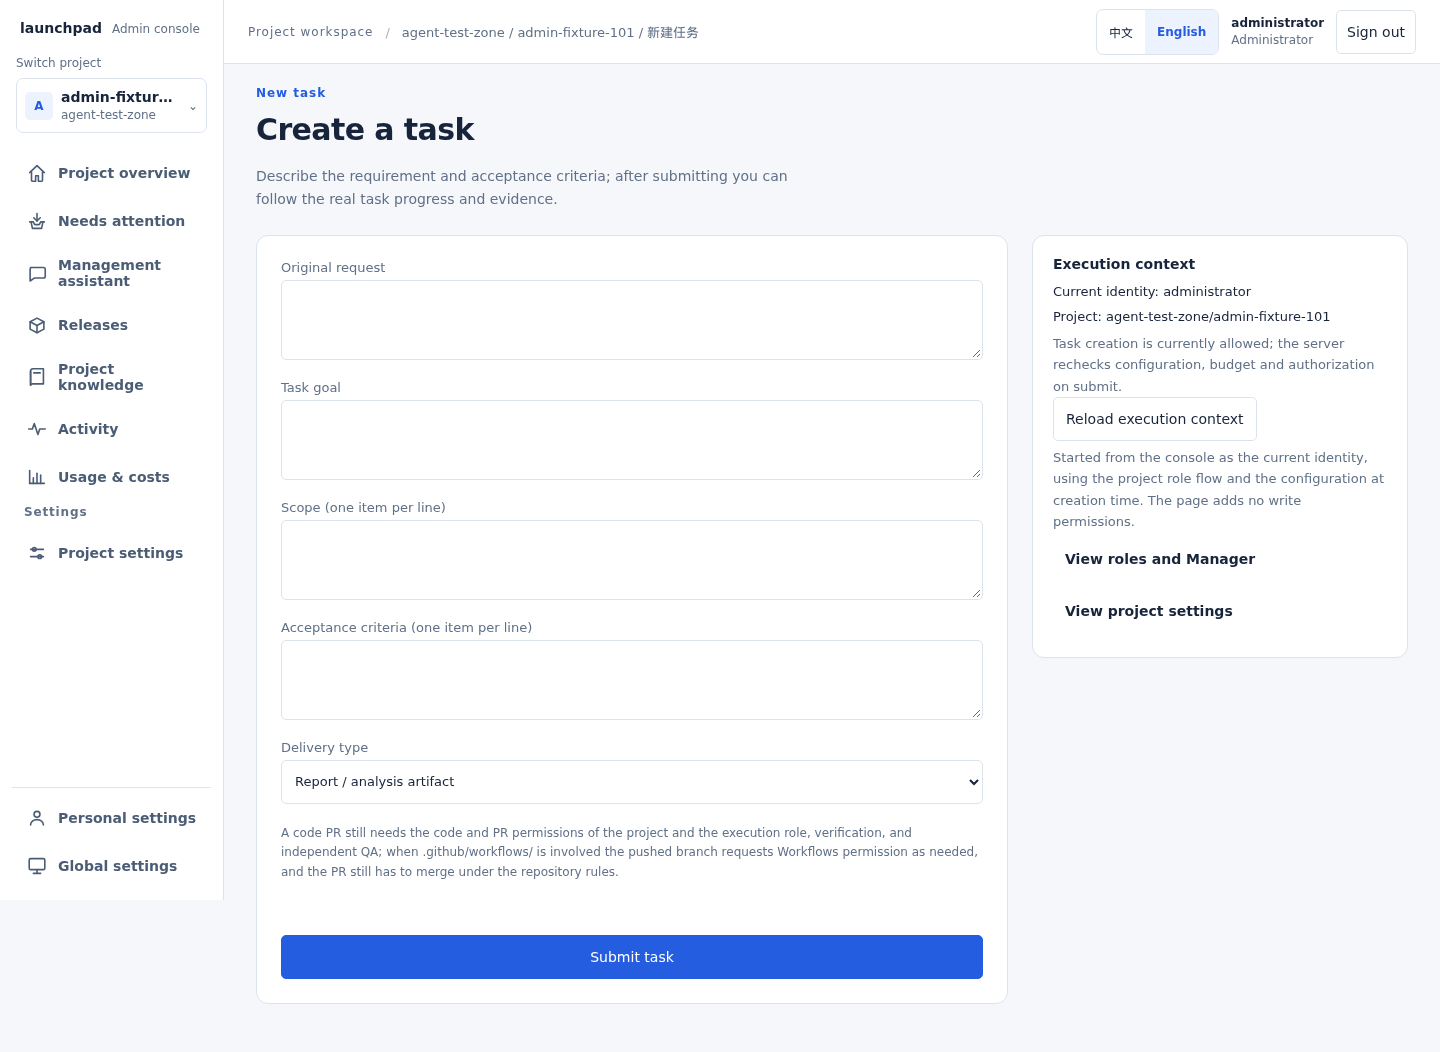 launchpad Admin console
Switch project
A
admin-fixtur...
agent-test-zone
Project overview
Needs attention
Management
assistant
Releases
Project
knowledge
Activity
Usage & costs
Settings
Project settings
Personal settings
Global settings
Project workspace / agent-test-zone / admin-fixture-101 / 新建任务
中文 English
administrator
Administrator
Sign out
New task
Create a task
Describe the requirement and acceptance criteria; after submitting you can
follow the real task progress and evidence.
Original request
Task goal
Scope (one item per line)
Acceptance criteria (one item per line)
Delivery type
Report / analysis artifact
A code PR still needs the code and PR permissions of the project and the execution role, verification, and
independent QA; when .github/workflows/ is involved the pushed branch requests Workflows permission as needed,
and the PR still has to merge under the repository rules.
Submit task
Execution context
Current identity: administrator
Project: agent-test-zone/admin-fixture-101
Task creation is currently allowed; the server
rechecks configuration, budget and authorization
on submit.
Reload execution context
Started from the console as the current identity,
using the project role flow and the configuration at
creation time. The page adds no write
permissions.
View roles and Manager
View project settings